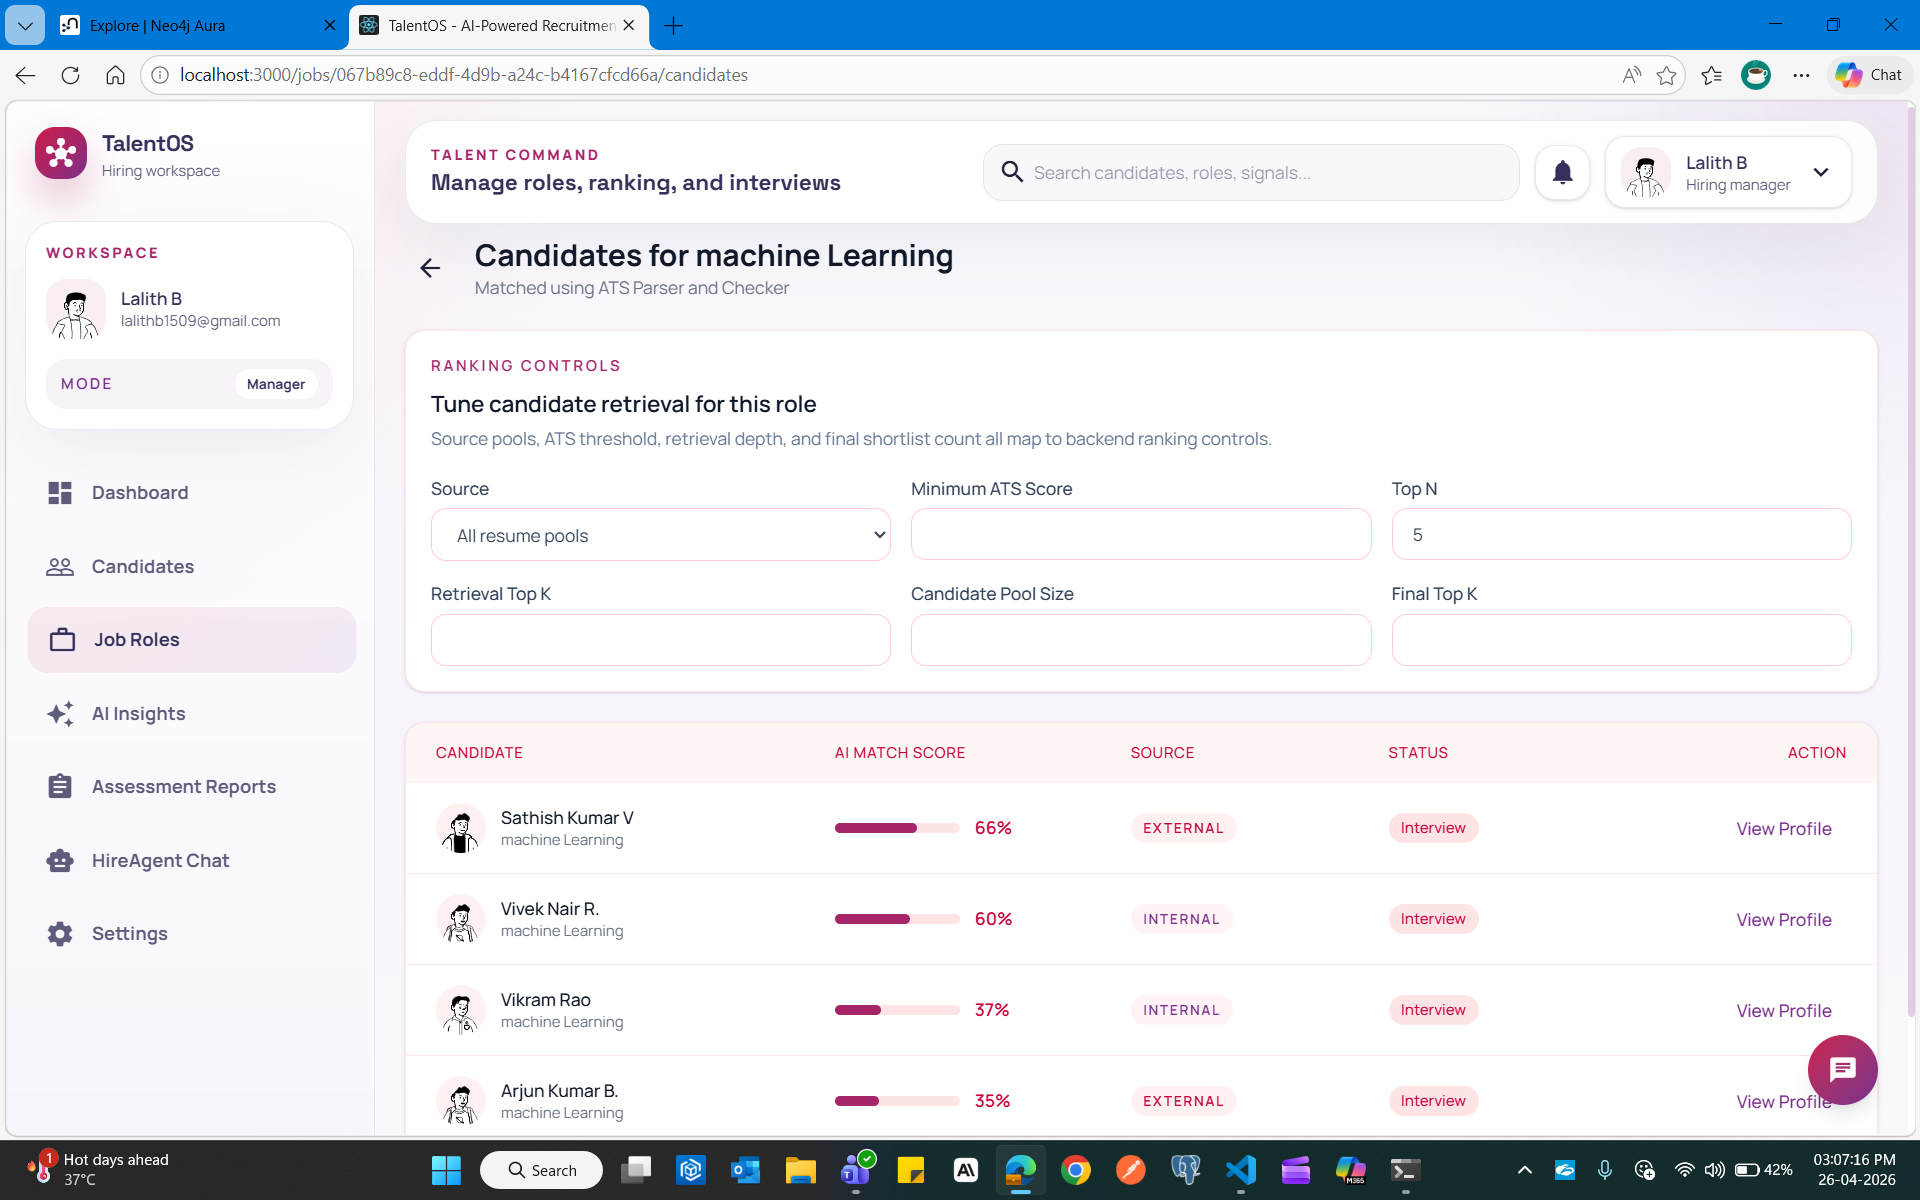 Explore | Neo4j Aura
TalentOS - AI-Powered Recruitmen
localhost:3000/jobs/067b89c8-eddf-4d9b-a24c-b4167cfcd66a/candidates
Chat
TalentOS
Hiring workspace
WORKSPACE
Lalith B
lalithb1509@gmail.com
MODE
Manager
Dashboard
Candidates
Job Roles
AI Insights
Assessment Reports
HireAgent Chat
Settings
TALENT COMMAND
Manage roles, ranking, and interviews
Search candidates, roles, signals...
Lalith B
Hiring manager
Candidates for machine Learning
Matched using ATS Parser and Checker
RANKING CONTROLS
Tune candidate retrieval for this role
Source pools, ATS threshold, retrieval depth, and final shortlist count all map to backend ranking controls.
Source
Minimum ATS Score
Top N
All resume pools
5
Retrieval Top K
Candidate Pool Size
Final Top K
CANDIDATE AI MATCH SCORE SOURCE STATUS ACTION
Sathish Kumar V
machine Learning
66% EXTERNAL Interview View Profile
Vivek Nair R.
machine Learning
60% INTERNAL Interview View Profile
Vikram Rao
machine Learning
37% INTERNAL Interview View Profile
Arjun Kumar B.
machine Learning
35% EXTERNAL Interview View Profile
1
Hot days ahead
37°C
Search
M365
42%
03:07:16 PM
26-04-2026